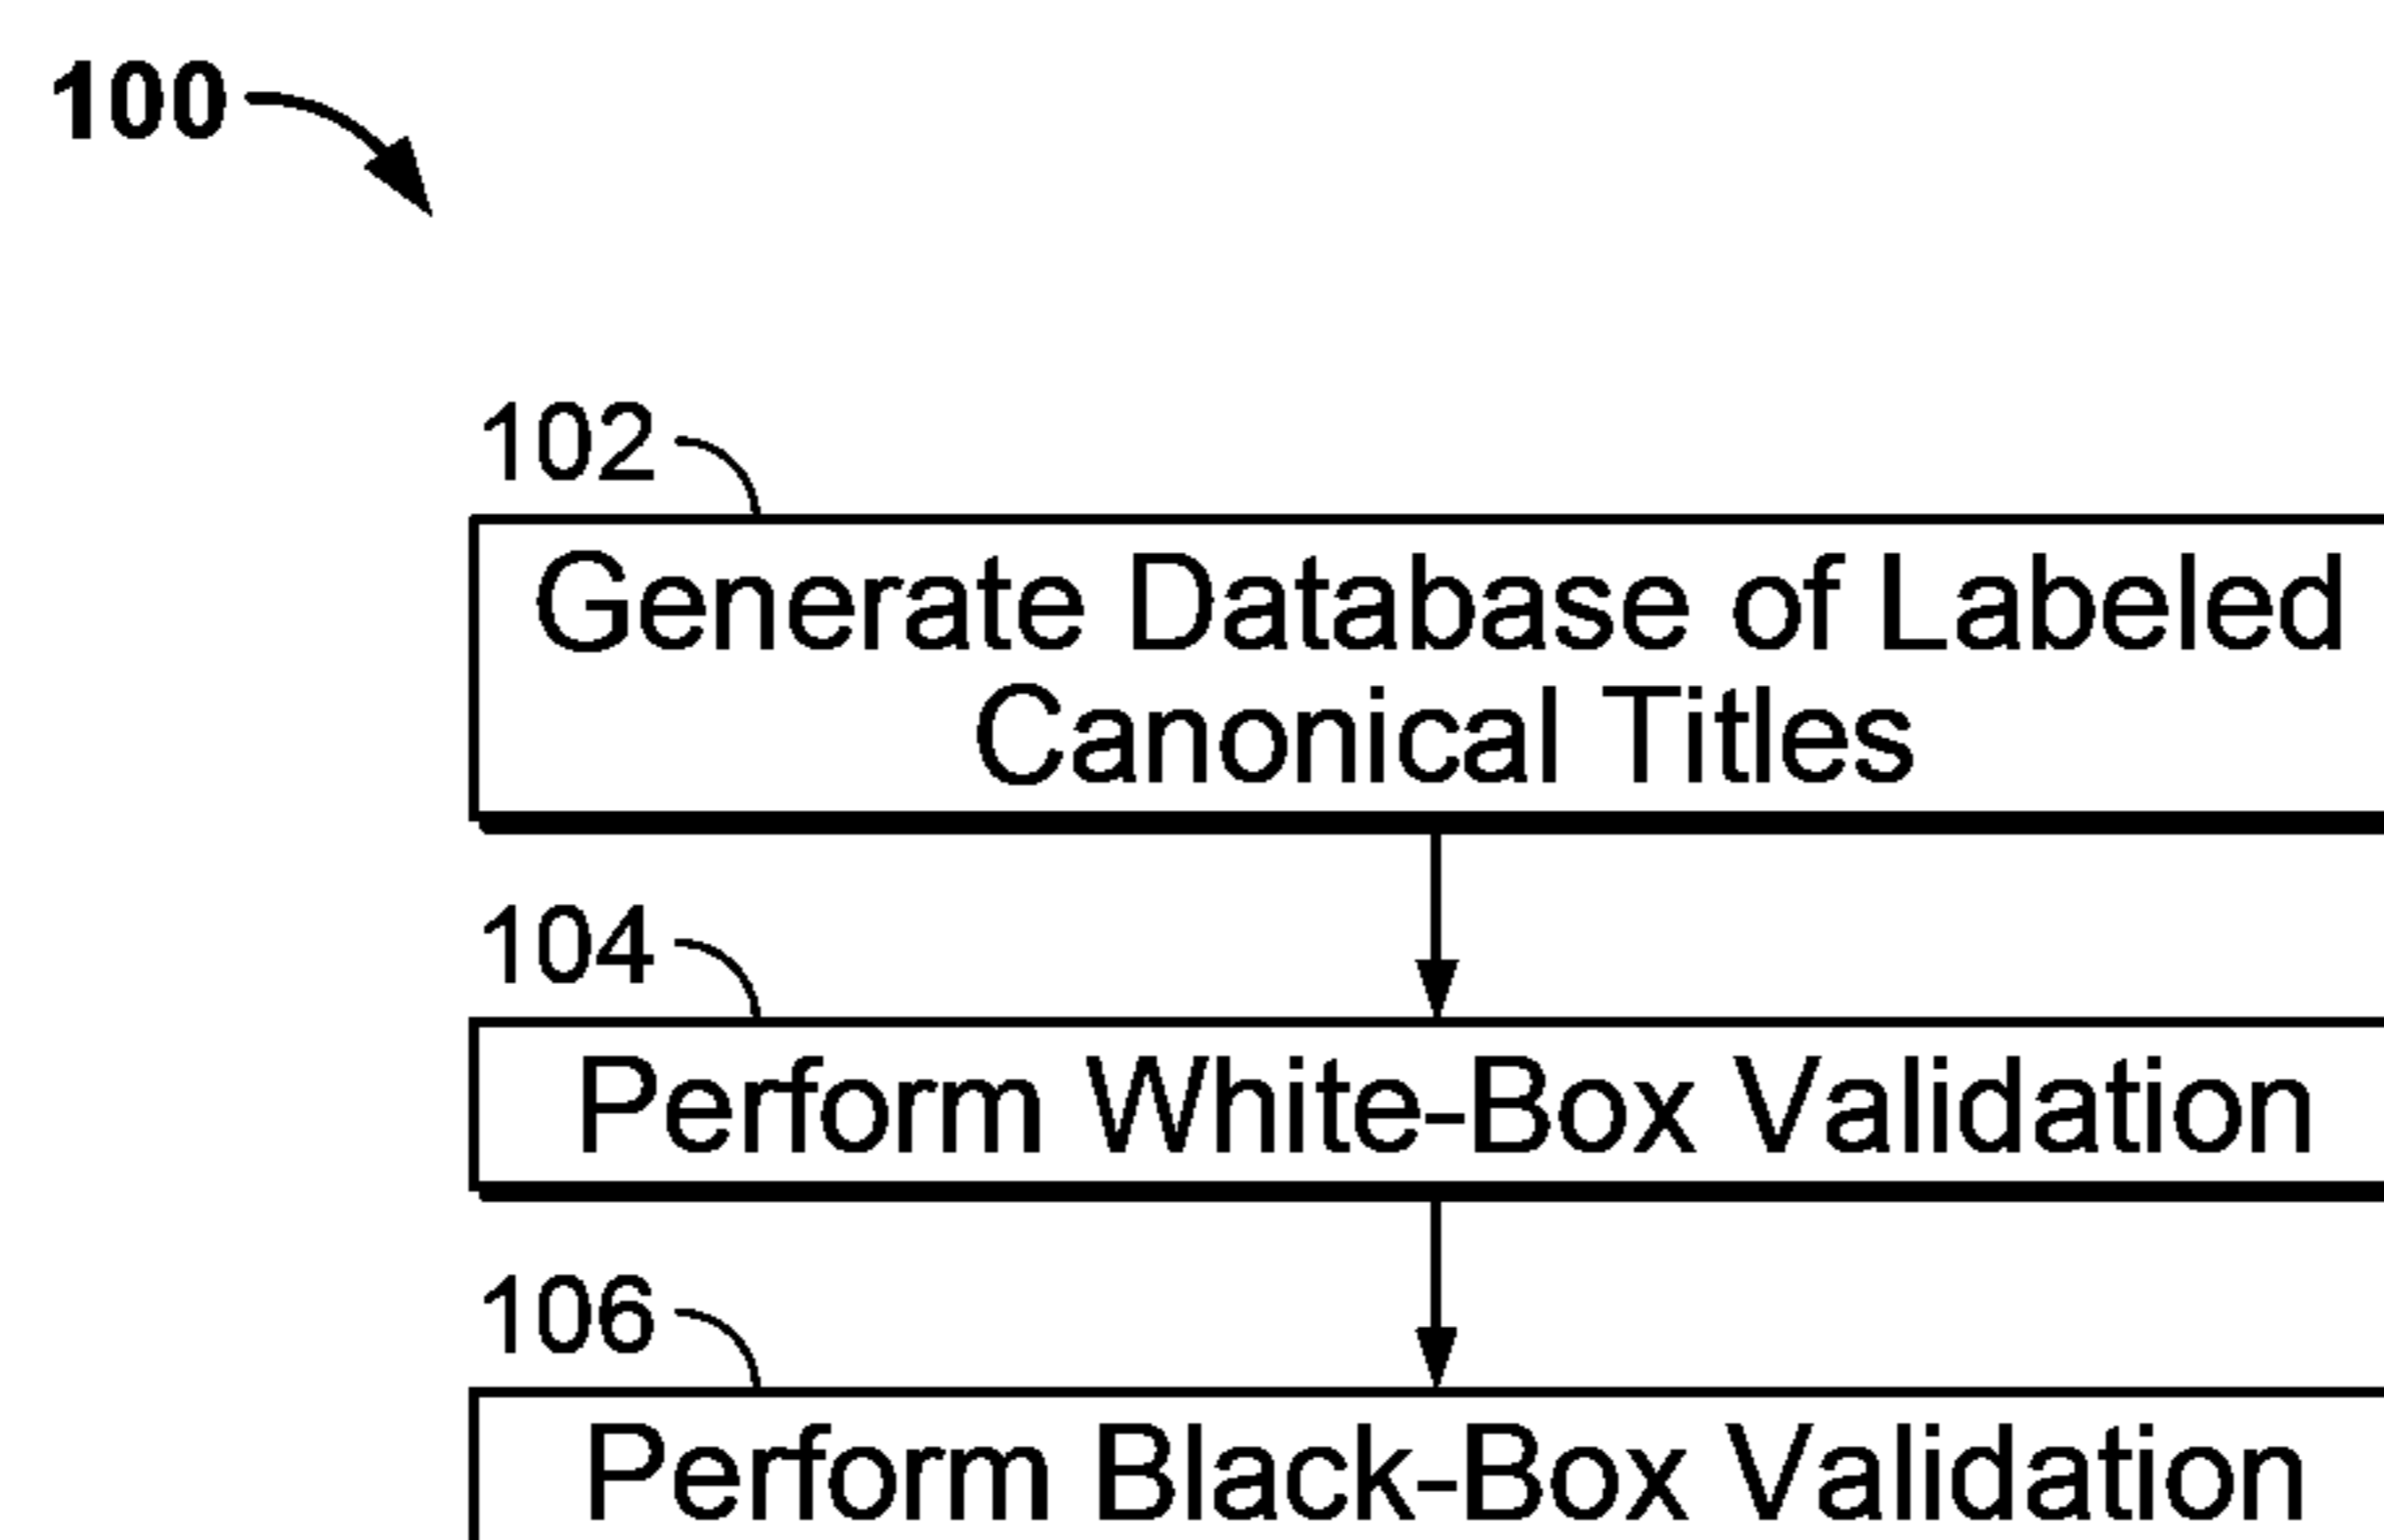 100
102
Generate Database of Labeled
Canonical Titles
104
Perform White-Box Validation
106
Perform Black-Box Validation